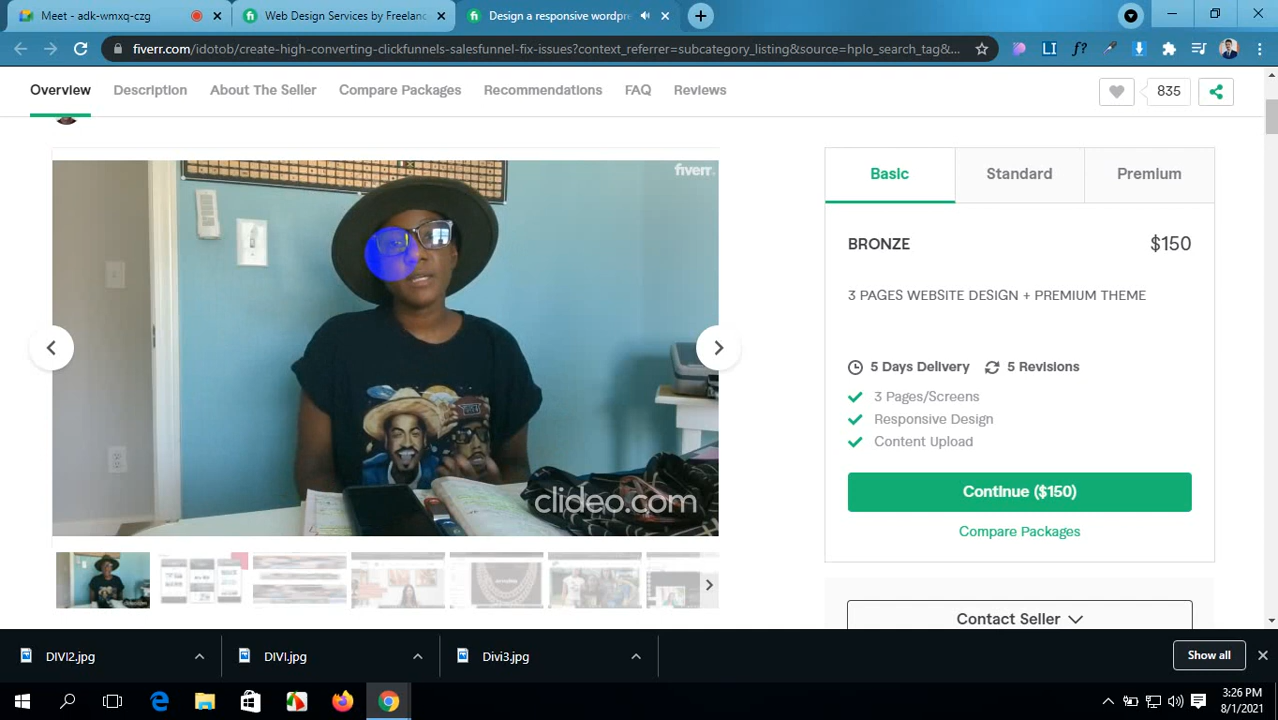 Meet - adk-wmxq-czg
Web Design Services by Freelanc
Design a responsive wordpre
fiverr.com/idotob/create-high-converting-clickfunnels-salesfunnel-fix-issues?context_referrer=subcategory_listing&source=hplo_search_tag&...
LI
f?
Overview
Description
About The Seller
Compare Packages
Recommendations
FAQ
Reviews
835
fiverr.
clideo.com
Basic
Standard
Premium
BRONZE
$150
3 PAGES WEBSITE DESIGN + PREMIUM THEME
5 Days Delivery
5 Revisions
3 Pages/Screens
Responsive Design
Content Upload
Continue ($150)
Compare Packages
Contact Seller
DIVI2.jpg
DIVI.jpg
Divi3.jpg
Show all
3:26 PM
8/1/2021